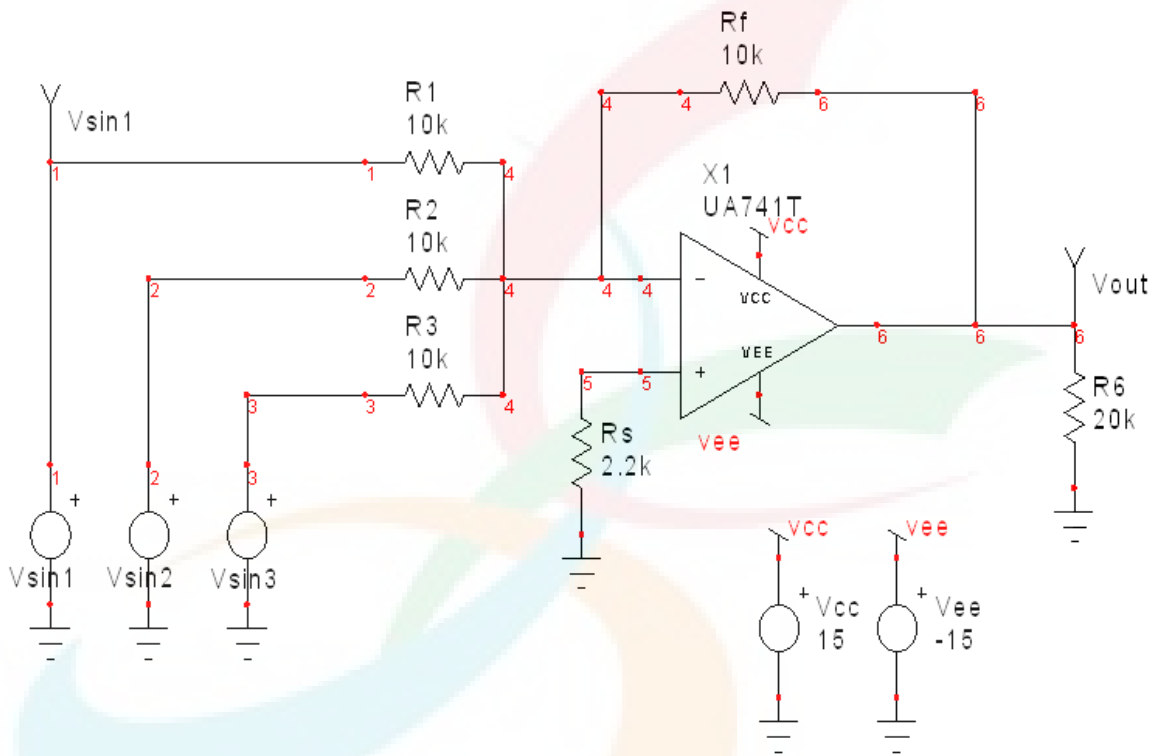 Rf
10k
4
4
6
6
R1
10k
Vsin1
1
1
4
X1
UA741T
vcc
R2
10k
2
2
4
4
4
-
VCC
Vout
R3
10k
6
6
6
VEE
3
3
4
5
5
+
R6
20k
vee
Rs
2.2k
1
2
3
+
+
+
Vsin1
Vsin2
Vsin3
vcc
vee
+
Vcc
15
+
Vee
-15